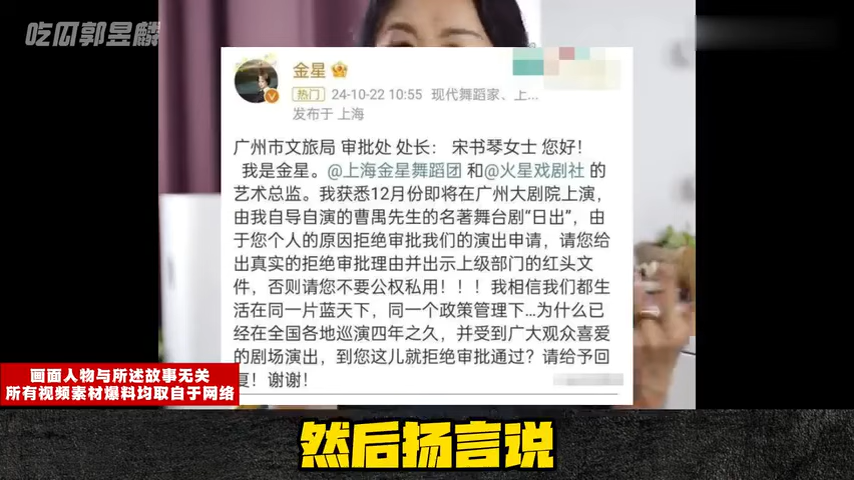 吃瓜郭昱麟
金星
热门 24-10-22 10:55 现代舞蹈家、上...
发布于 上海
广州市文旅局 审批处 处长： 宋书琴女士 您好！
我是金星。@上海金星舞蹈团 和@火星戏剧社 的
艺术总监。我获悉12月份即将在广州大剧院上演，
由我自导自演的曹禺先生的名著舞台剧“日出”，由
于您个人的原因拒绝审批我们的演出申请，请您给
出真实的拒绝审批理由并出示上级部门的红头文
件，否则请您不要公权私用！！！我相信我们都生
活在同一片蓝天下，同一个政策管理下...为什么已
经在全国各地巡演四年之久，并受到广大观众喜爱
的剧场演出，到您这儿就拒绝审批通过？请给予回
复！谢谢！
画面人物与所述故事无关
所有视频素材爆料均取自于网络
然后扬言说